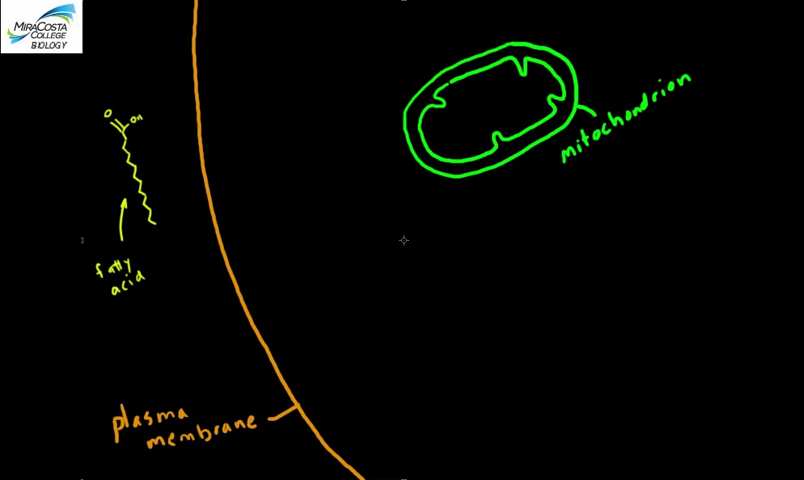 MIRACOSTA
COLLEGE
BIOLOGY
O
OH
fatty
acid
mitochondrion
plasma
membrane